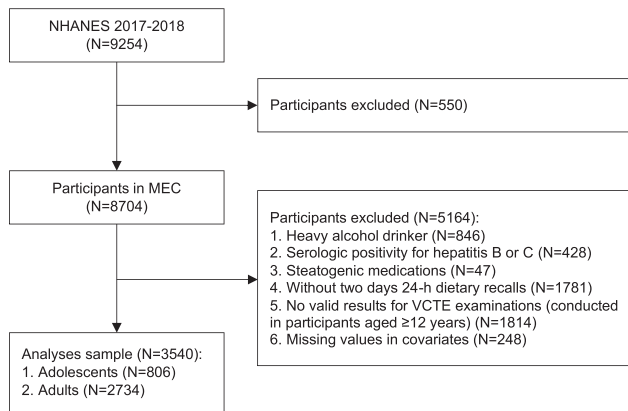 NHANES 2017-2018
(N=9254)
Participants excluded (N=550)
Participants in MEC
(N=8704)
Participants excluded (N=5164):
1. Heavy alcohol drinker (N=846)
2. Serologic positivity for hepatitis B or C (N=428)
3. Steatogenic medications (N=47)
4. Without two days 24-h dietary recalls (N=1781)
5. No valid results for VCTE examinations (conducted
in participants aged ≥12 years) (N=1814)
6. Missing values in covariates (N=248)
Analyses sample (N=3540):
1. Adolescents (N=806)
2. Adults (N=2734)